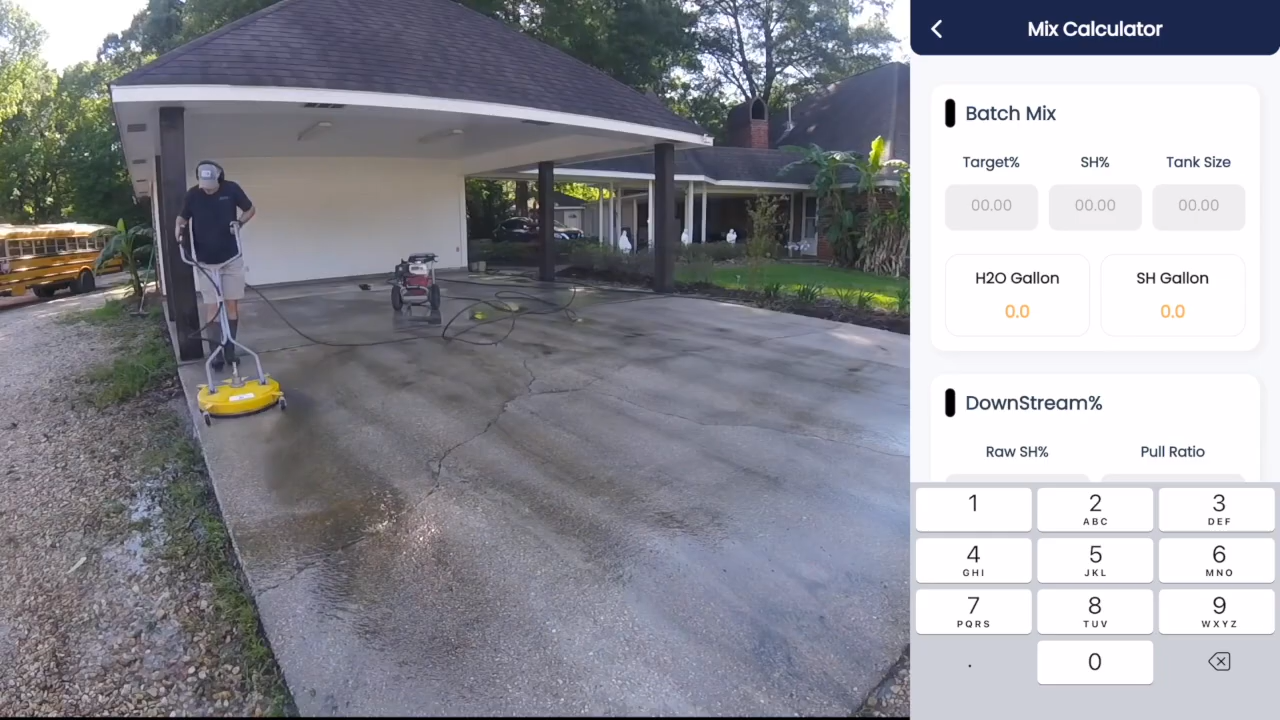 Mix Calculator
Batch Mix
Target% SH% Tank Size
00.00 00.00 00.00
H2O Gallon SH Gallon
0.0 0.0
DownStream%
Raw SH% Pull Ratio
1 2 3
ABC DEF
4 5 6
GHI JKL MNO
7 8 9
PQRS TUV WXYZ
. 0